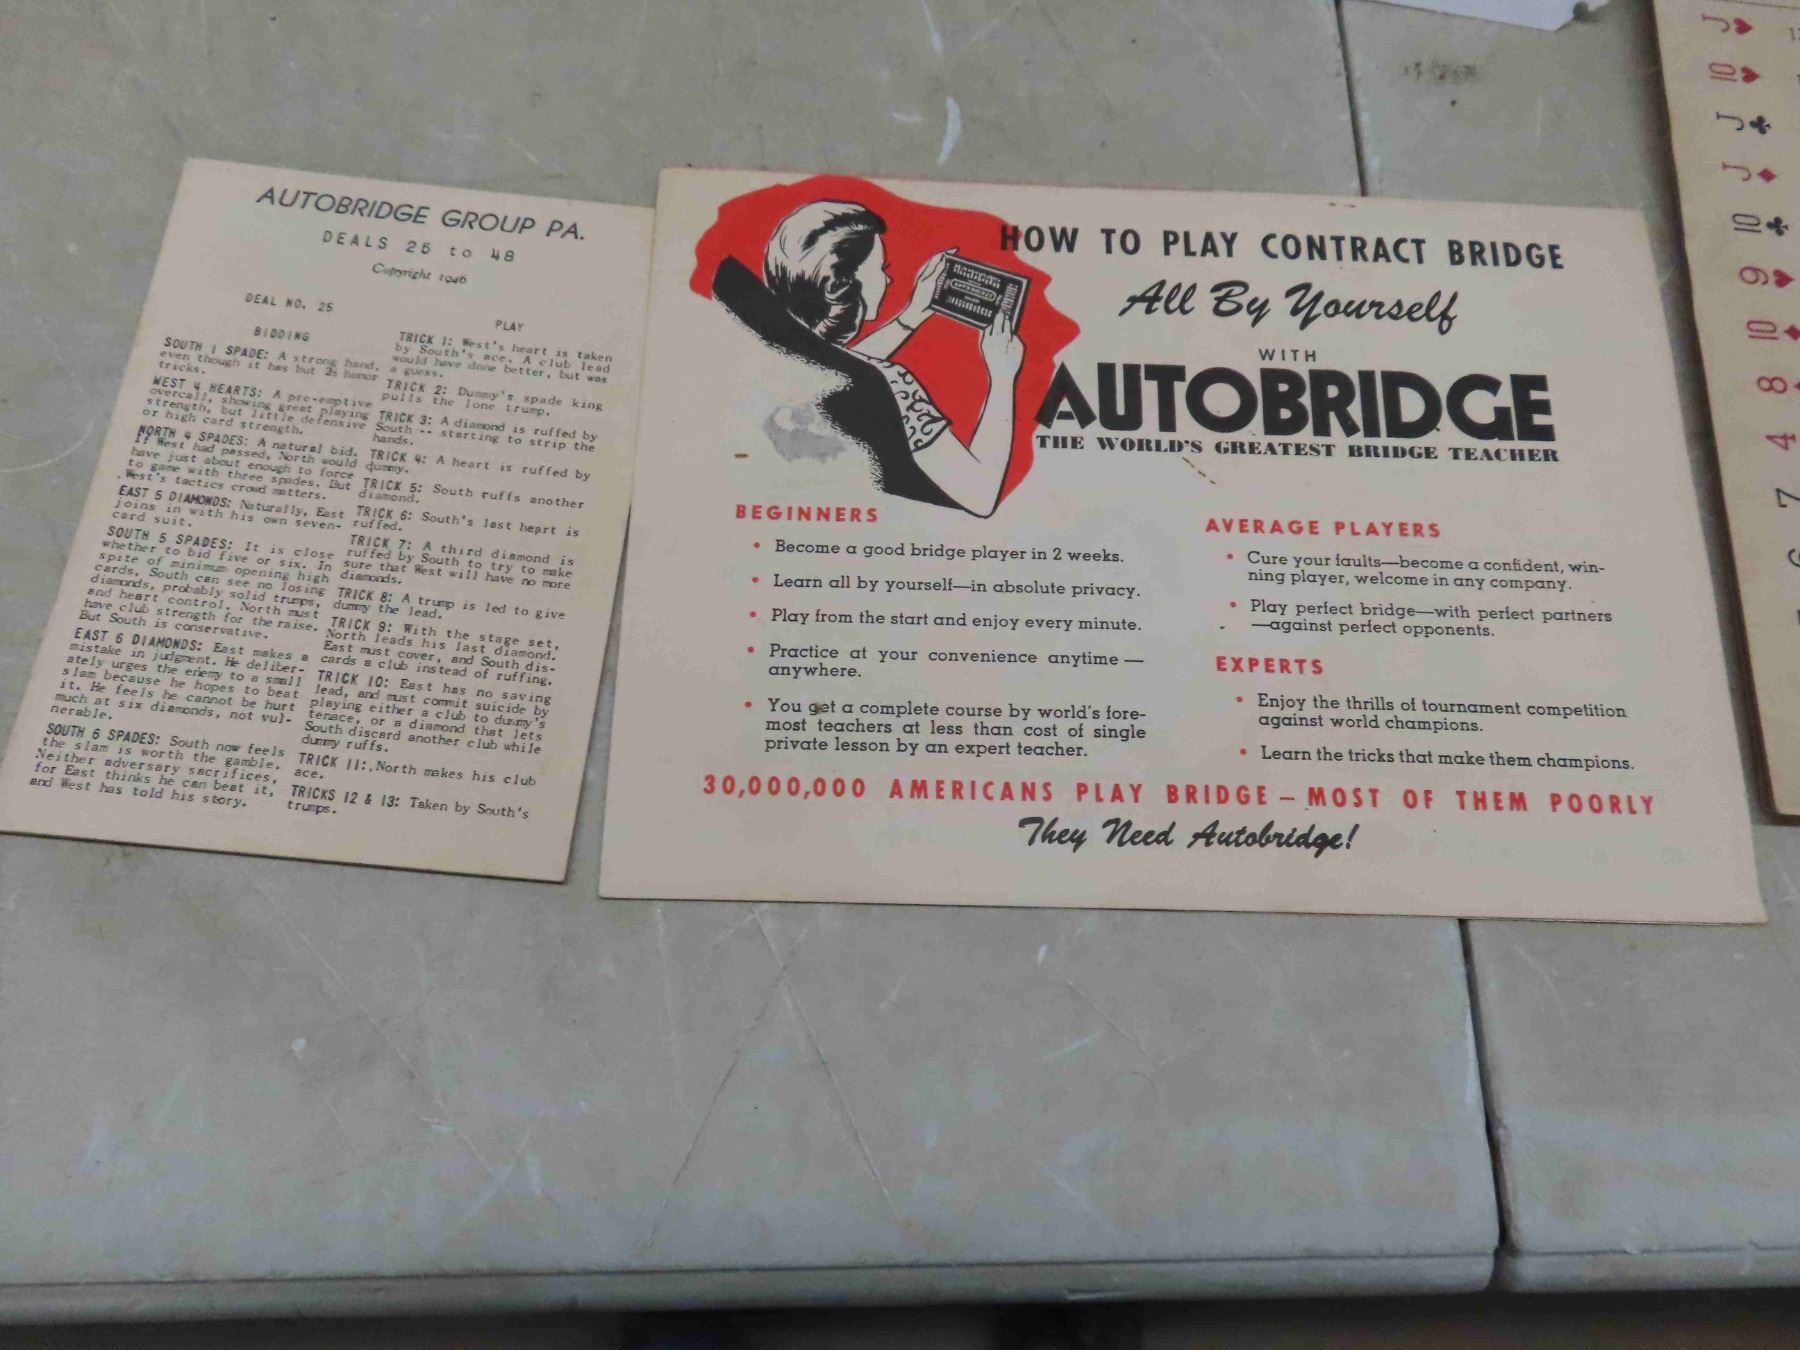 AUTOBRIDGE GROUP PA.
DEALS 25 to 48
Copyright 1946
DEAL NO. 25
BIDDING
SOUTH 1 SPADE: A strong hand,
even though it has but 2½ honor
tricks.
WEST 4 HEARTS: A pre-emptive
overcall, showing great playing
strength, but little defensive
or high card strength.
NORTH 4 SPADES: A natural bid.
If West had passed, North would
have just about enough to force
to game with three spades. But
West's tactics crowd matters.
EAST 5 DIAMONDS: Naturally, East
joins in with his own seven-
card suit.
SOUTH 5 SPADES: It is close
whether to bid five or six. In
spite of minimum opening high
cards, South can see no losing
diamonds, probably solid trumps,
and heart control. North must
have club strength for the raise.
But South is conservative.
EAST 6 DIAMONDS: East makes a
mistake in judgment. He deliber-
ately urges the enemy to a small
slam because he hopes to beat
it. He feels he cannot be hurt
much at six diamonds, not vul-
nerable.
SOUTH 6 SPADES: South now feels
the slam is worth the gamble.
Neither adversary sacrifices,
for East thinks he can beat it,
and West has told his story.
PLAY
TRICK 1: West's heart is taken
by South's ace. A club lead
would have done better, but was
a guess.
TRICK 2: Dummy's spade king
pulls the lone trump.
TRICK 3: A diamond is ruffed by
South -- starting to strip the
hands.
TRICK 4: A heart is ruffed by
dummy.
TRICK 5: South ruffs another
diamond.
TRICK 6: South's last heart is
ruffed.
TRICK 7: A third diamond is
ruffed by South to try to make
sure that West will have no more
diamonds.
TRICK 8: A trump is led to give
dummy the lead.
TRICK 9: With the stage set,
North leads his last diamond.
East must cover, and South dis-
cards a club instead of ruffing.
TRICK 10: East has no saving
lead, and must commit suicide by
playing either a club to dummy's
tenace, or a diamond that lets
South discard another club while
dummy ruffs.
TRICK 11: North makes his club
ace.
TRICKS 12 & 13: Taken by South's
trumps.
HOW TO PLAY CONTRACT BRIDGE
All By Yourself
WITH
AUTOBRIDGE
THE WORLD'S GREATEST BRIDGE TEACHER
AUTOBRIDGE
BEGINNERS
• Become a good bridge player in 2 weeks.
• Learn all by yourself—in absolute privacy.
• Play from the start and enjoy every minute.
• Practice at your convenience anytime —
anywhere.
• You get a complete course by world's fore-
most teachers at less than cost of single
private lesson by an expert teacher.
AVERAGE PLAYERS
• Cure your faults—become a confident, win-
ning player, welcome in any company.
• Play perfect bridge—with perfect partners
—against perfect opponents.
EXPERTS
• Enjoy the thrills of tournament competition
against world champions.
• Learn the tricks that make them champions.
30,000,000 AMERICANS PLAY BRIDGE – MOST OF THEM POORLY
They Need Autobridge!
J♥
10♥
J♣
J♦
10♣
9♥
10♦
8
4
7